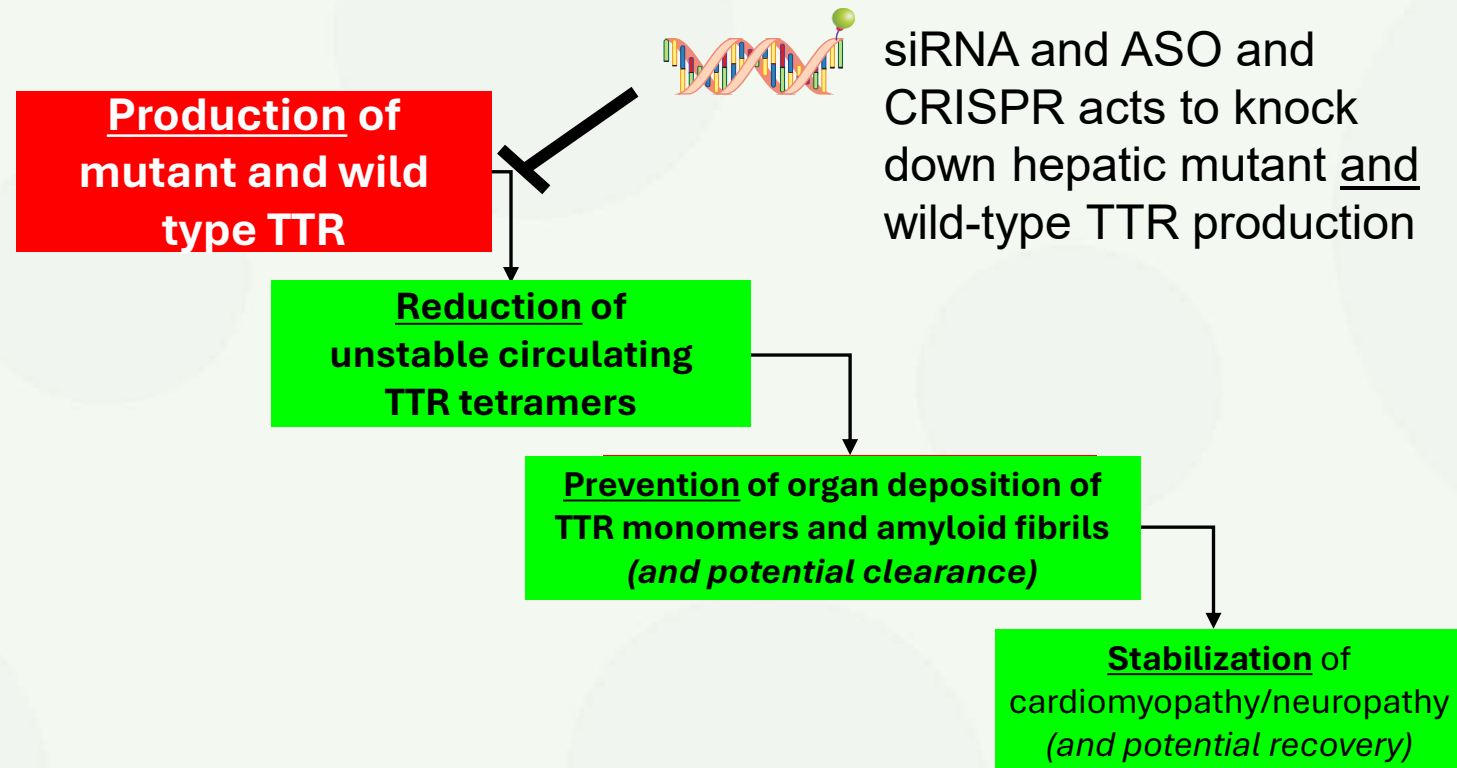 siRNA and ASO and
CRISPR acts to knock
down hepatic mutant and
wild-type TTR production
Production of
mutant and wild
type TTR
Reduction of
unstable circulating
TTR tetramers
Prevention of organ deposition of
TTR monomers and amyloid fibrils
(and potential clearance)
Stabilization of
cardiomyopathy/neuropathy
(and potential recovery)